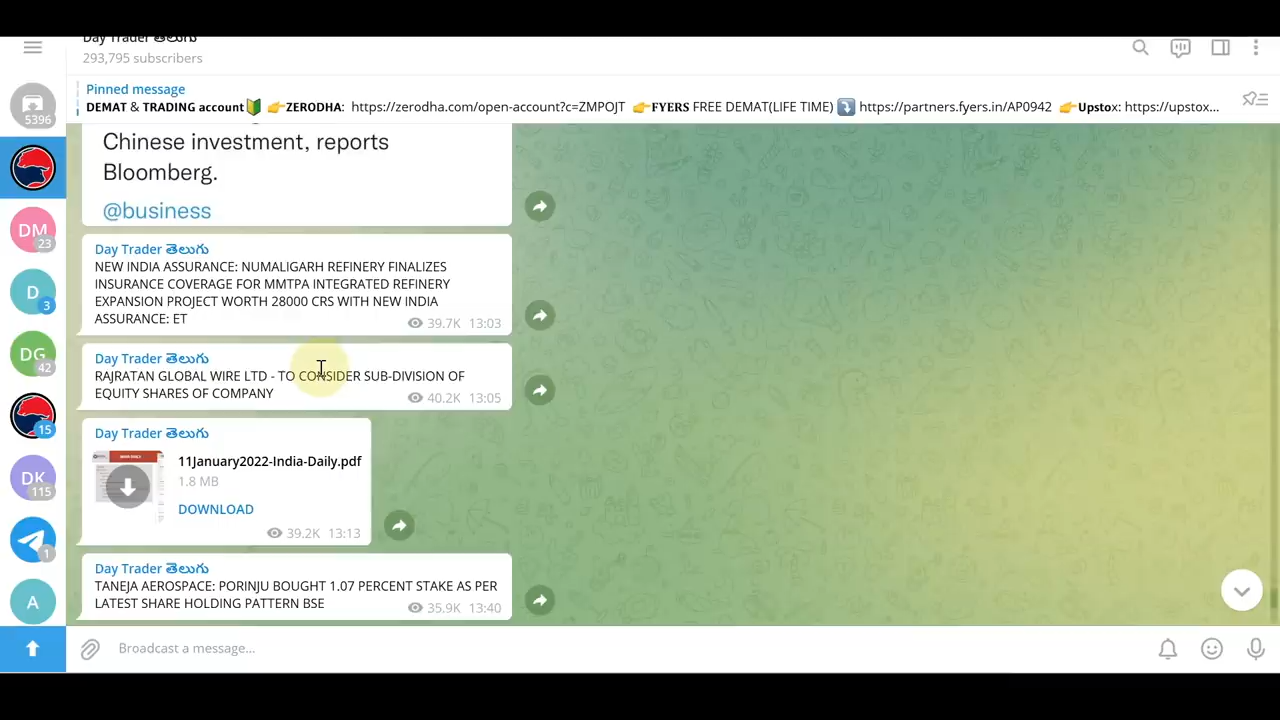 Day Trader తెలుగు
293,795 subscribers
Pinned message
DEMAT & TRADING account🔰 👉ZERODHA: https://zerodha.com/open-account?c=ZMPOJT 👉FYERS FREE DEMAT(LIFE TIME) ⤵️ https://partners.fyers.in/AP0942 👉Upstox: https://upstox...
5396
Chinese investment, reports
Bloomberg.
@business
Day Trader తెలుగు
NEW INDIA ASSURANCE: NUMALIGARH REFINERY FINALIZES
INSURANCE COVERAGE FOR MMTPA INTEGRATED REFINERY
EXPANSION PROJECT WORTH 28000 CRS WITH NEW INDIA
ASSURANCE: ET
39.7K 13:03
Day Trader తెలుగు
RAJRATAN GLOBAL WIRE LTD - TO CONSIDER SUB-DIVISION OF
EQUITY SHARES OF COMPANY
40.2K 13:05
Day Trader తెలుగు
11January2022-India-Daily.pdf
1.8 MB
DOWNLOAD
39.2K 13:13
Day Trader తెలుగు
TANEJA AEROSPACE: PORINJU BOUGHT 1.07 PERCENT STAKE AS PER
LATEST SHARE HOLDING PATTERN BSE
35.9K 13:40
DM
23
D
3
DG
42
15
DK
115
1
A
Broadcast a message...